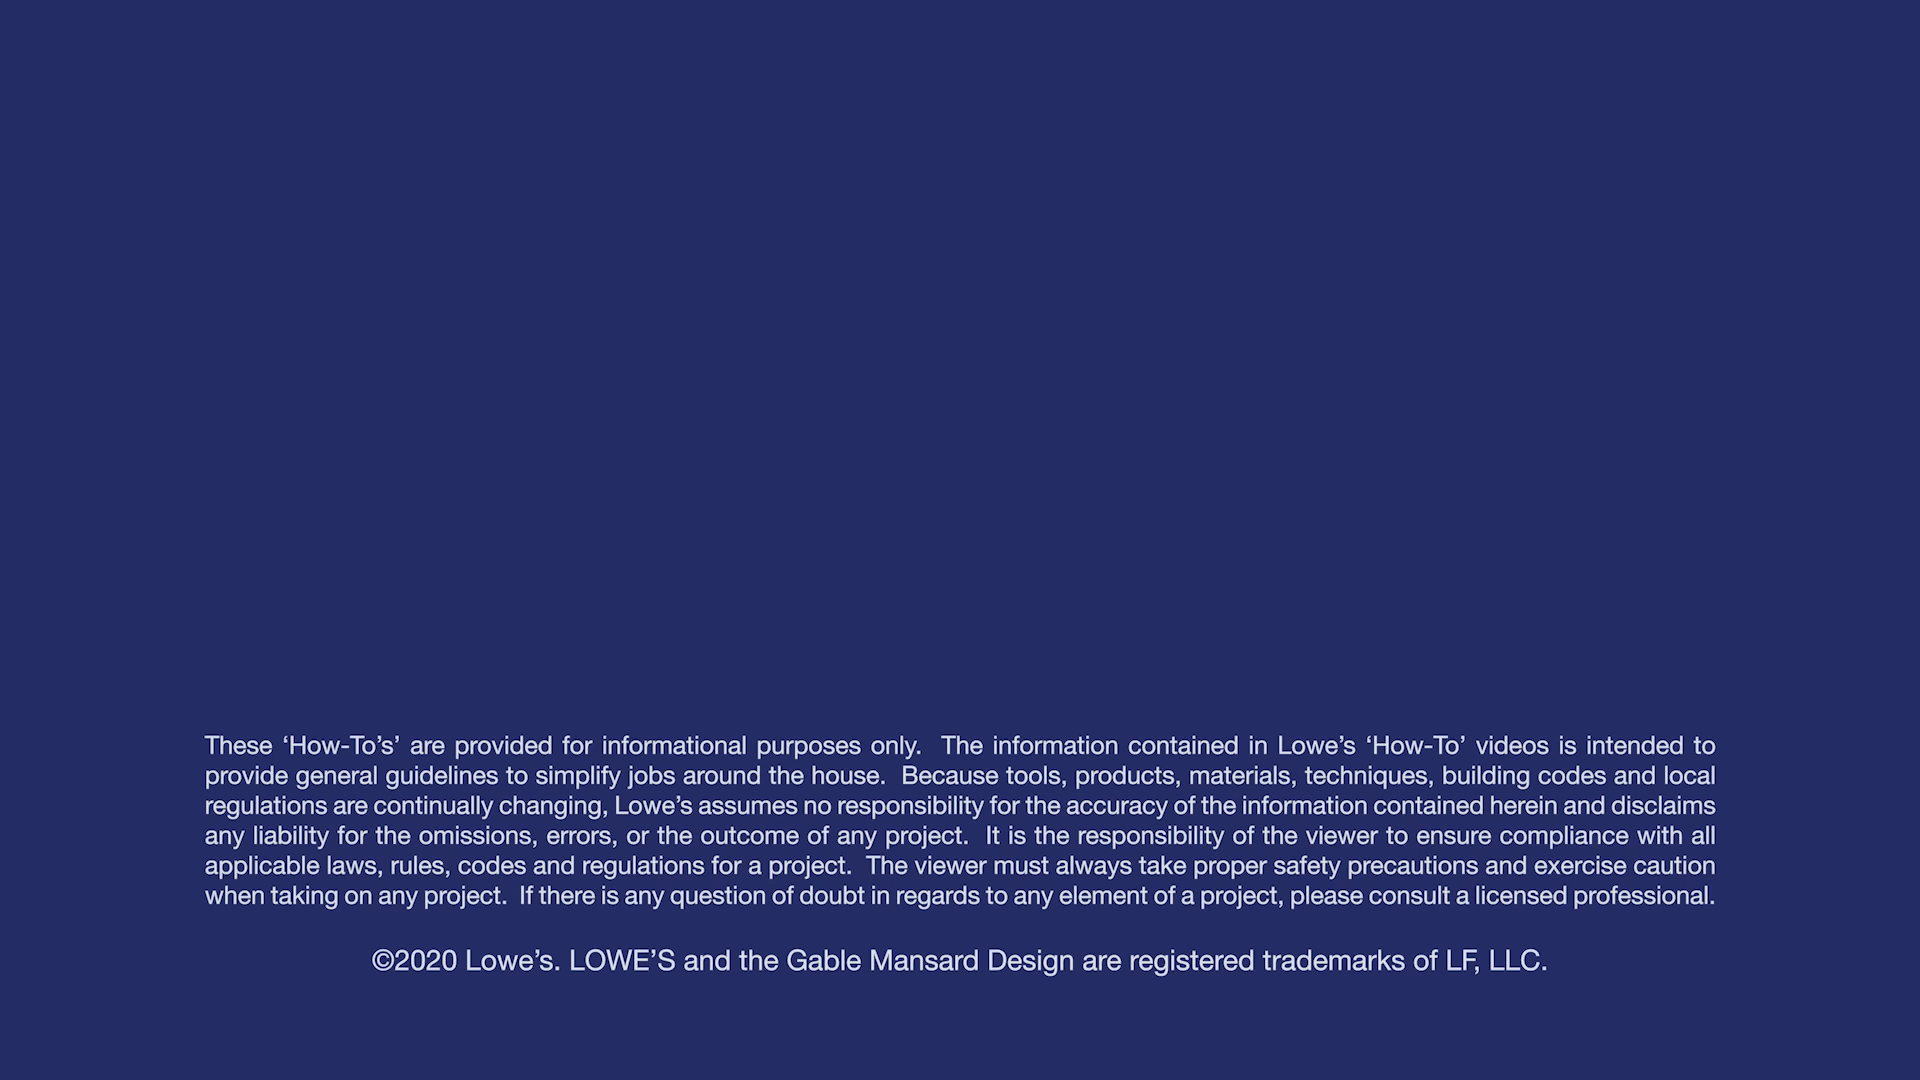 These ‘How-To’s’ are provided for informational purposes only.  The information contained in Lowe’s ‘How-To’ videos is intended to
provide general guidelines to simplify jobs around the house.  Because tools, products, materials, techniques, building codes and local
regulations are continually changing, Lowe’s assumes no responsibility for the accuracy of the information contained herein and disclaims
any liability for the omissions, errors, or the outcome of any project.  It is the responsibility of the viewer to ensure compliance with all
applicable laws, rules, codes and regulations for a project.  The viewer must always take proper safety precautions and exercise caution
when taking on any project.  If there is any question of doubt in regards to any element of a project, please consult a licensed professional.
©2020 Lowe’s. LOWE’S and the Gable Mansard Design are registered trademarks of LF, LLC.